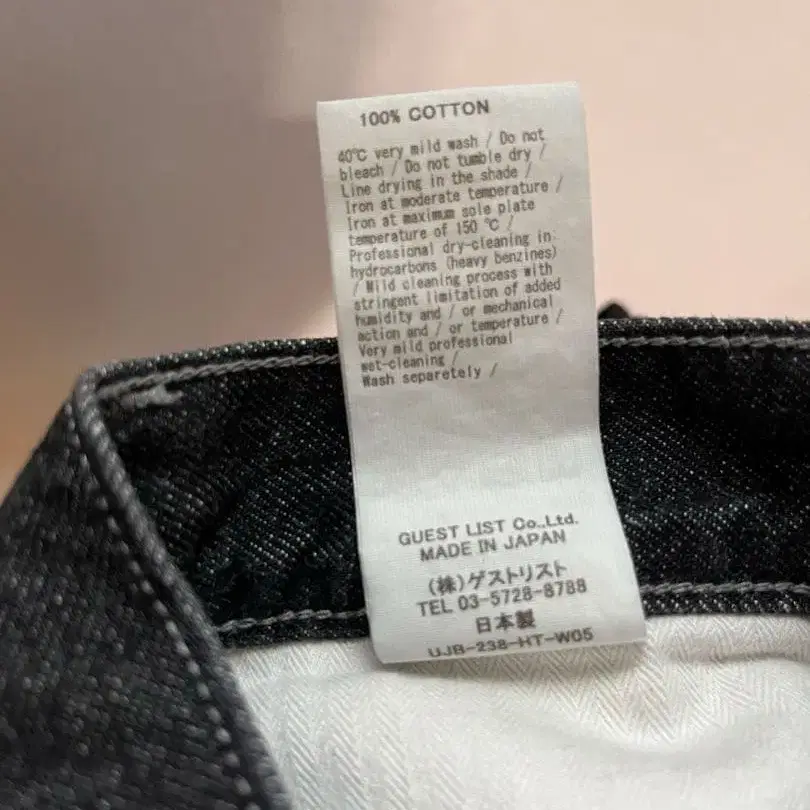 100% COTTON
40℃ very mild wash / Do not
bleach / Do not tumble dry /
Line drying in the shade /
Iron at moderate temperature /
Iron at maximum sole plate
temperature of 150 ℃ /
Professional dry-cleaning in
hydrocarbons (heavy benzines)
/ Mild cleaning process with
stringent limitation of added
humidity and / or mechanical
action and / or temperature /
Very mild professional
wet-cleaning /
Wash separately /
GUEST LIST Co.,Ltd.
MADE IN JAPAN
(株)ゲストリスト
TEL 03-5728-8788
日本製
UJB-238-HT-W05